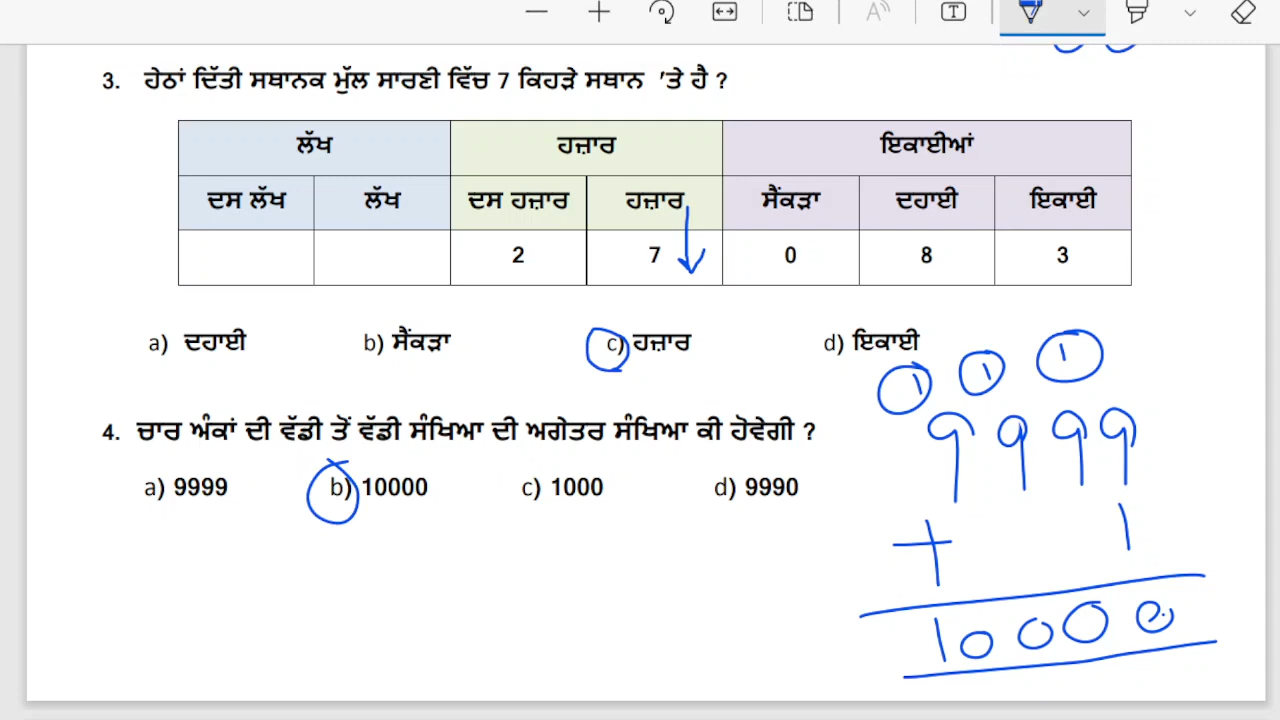 3. ਹੇਠਾਂ ਦਿੱਤੀ ਸਥਾਨਕ ਮੁੱਲ ਸਾਰਣੀ ਵਿੱਚ 7 ਕਿਹੜੇ ਸਥਾਨ 'ਤੇ ਹੈ ?
ਲੱਖ ਹਜ਼ਾਰ ਇਕਾਈਆਂ
ਦਸ ਲੱਖ ਲੱਖ ਦਸ ਹਜ਼ਾਰ ਹਜ਼ਾਰ ਸੈਂਕੜਾ ਦਹਾਈ ਇਕਾਈ
2 7 0 8 3
a) ਦਹਾਈ b) ਸੈਂਕੜਾ c) ਹਜ਼ਾਰ d) ਇਕਾਈ
1 1 1
9999
4. ਚਾਰ ਅੰਕਾਂ ਦੀ ਵੱਡੀ ਤੋਂ ਵੱਡੀ ਸੰਖਿਆ ਦੀ ਅਗੇਤਰ ਸੰਖਿਆ ਕੀ ਹੋਵੇਗੀ ?
a) 9999 b) 10000 c) 1000 d) 9990
+ 1
10000